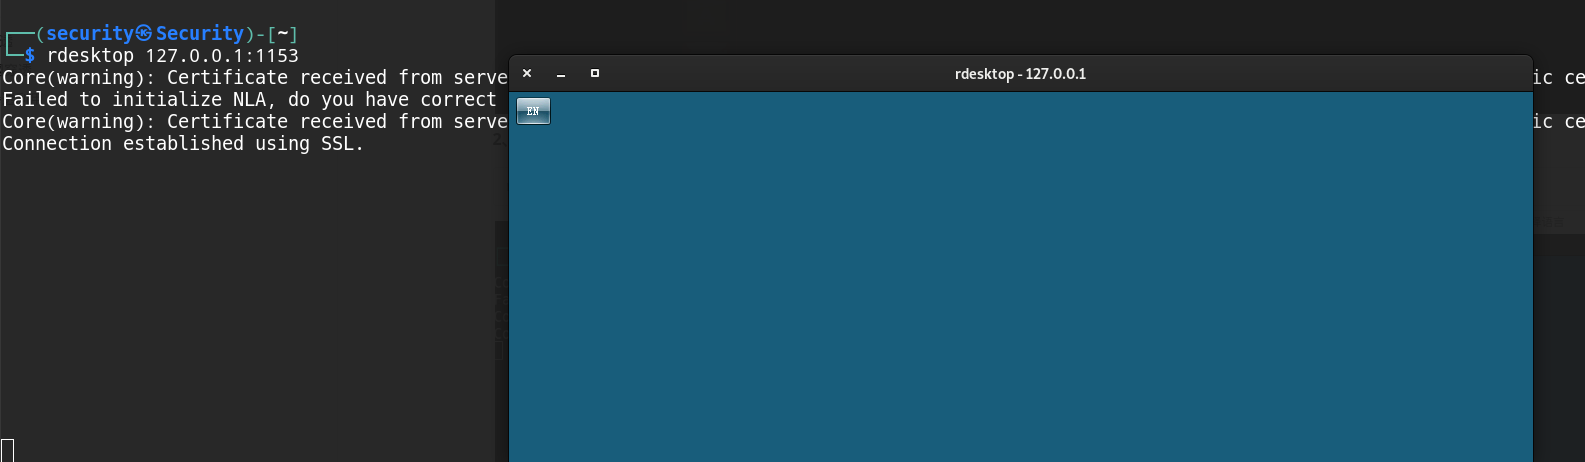 ┌──(security㉿Security)-[~]
└─$ rdesktop 127.0.0.1:1153
Core(warning): Certificate received from serve ic ce
Failed to initialize NLA, do you have correct
Core(warning): Certificate received from serve ic ce
Connection established using SSL.
rdesktop - 127.0.0.1
EN